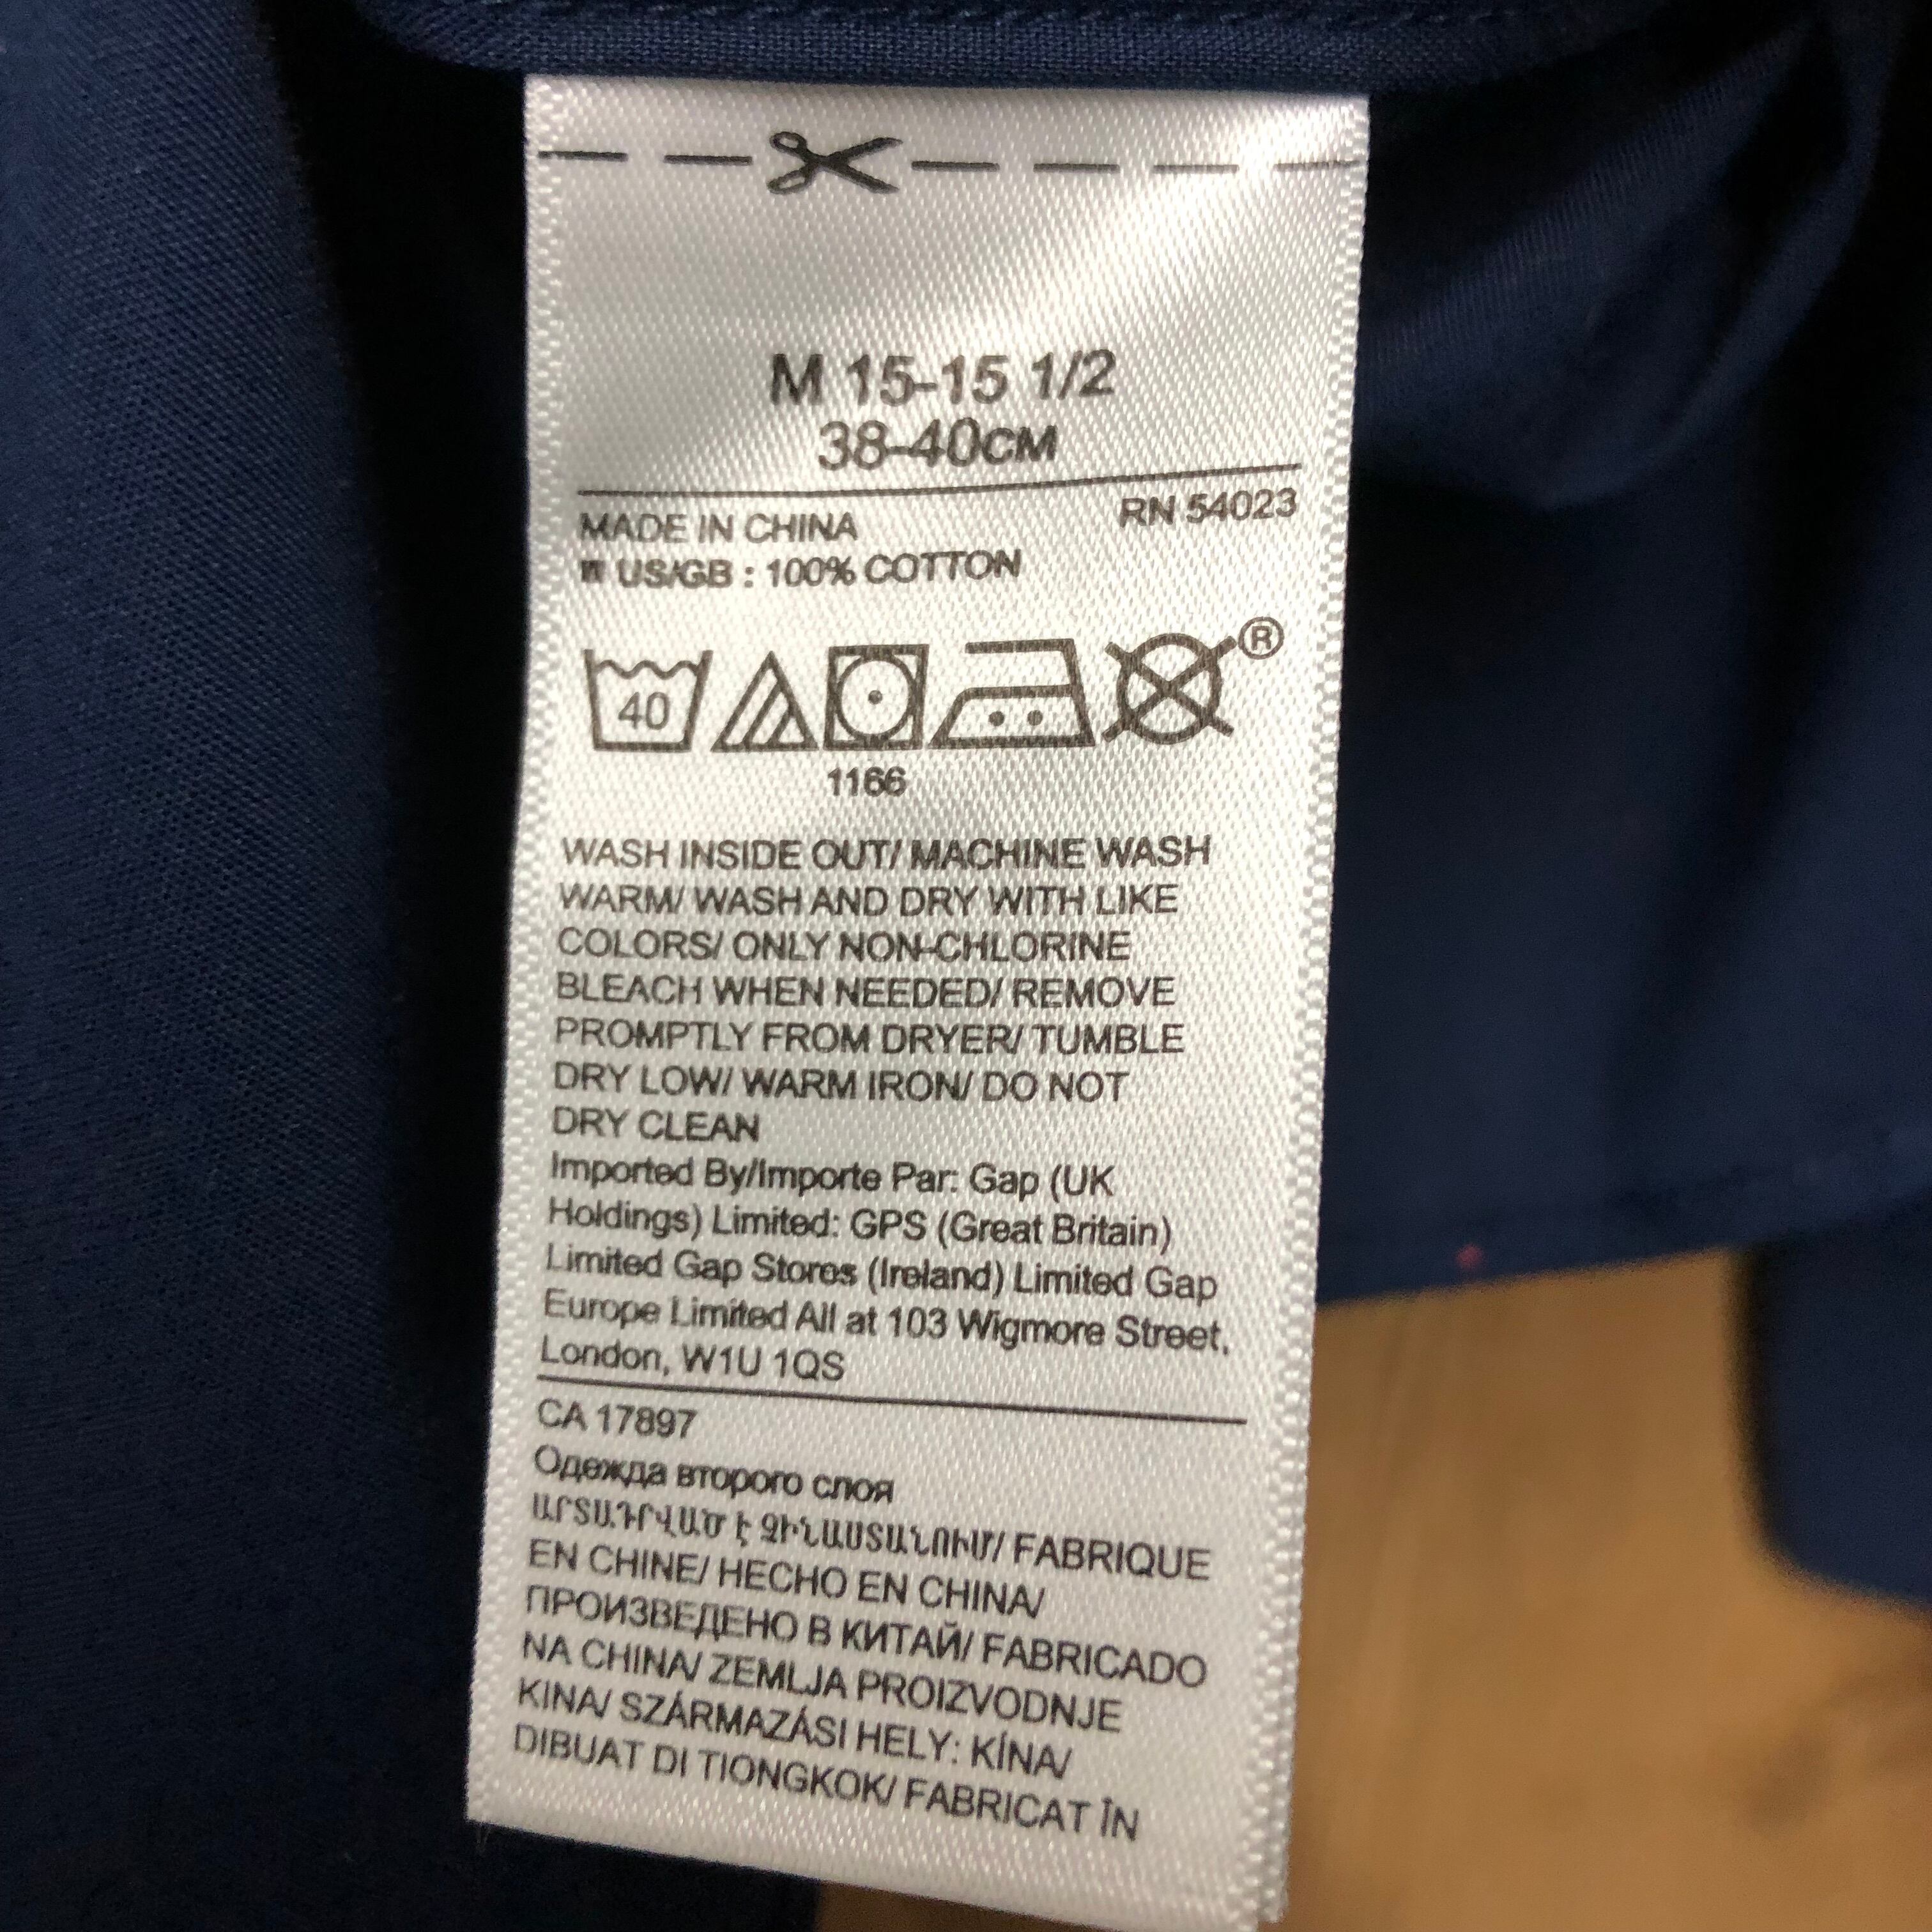 M 15-15 1/2
38-40CM
RN 54023
MADE IN CHINA
US/GB : 100% COTTON
40
®
1166
WASH INSIDE OUT/ MACHINE WASH
WARM/ WASH AND DRY WITH LIKE
COLORS/ ONLY NON-CHLORINE
BLEACH WHEN NEEDED/ REMOVE
PROMPTLY FROM DRYER/ TUMBLE
DRY LOW/ WARM IRON/ DO NOT
DRY CLEAN
Imported By/Importe Par: Gap (UK
Holdings) Limited: GPS (Great Britain)
Limited Gap Stores (Ireland) Limited Gap
Europe Limited All at 103 Wigmore Street,
London, W1U 1QS
CA 17897
Одежда второго слоя
ԱՐՏԱԴՐՎԱԾ Է ՉԻՆԱՍՏԱՆՈՒՄ/ FABRIQUE
EN CHINE/ HECHO EN CHINA/
ПРОИЗВЕДЕНО В КИТАЙ/ FABRICADO
NA CHINA/ ZEMLJA PROIZVODNJE
KINA/ SZÁRMAZÁSI HELY: KÍNA/
DIBUAT DI TIONGKOK/ FABRICAT ÎN